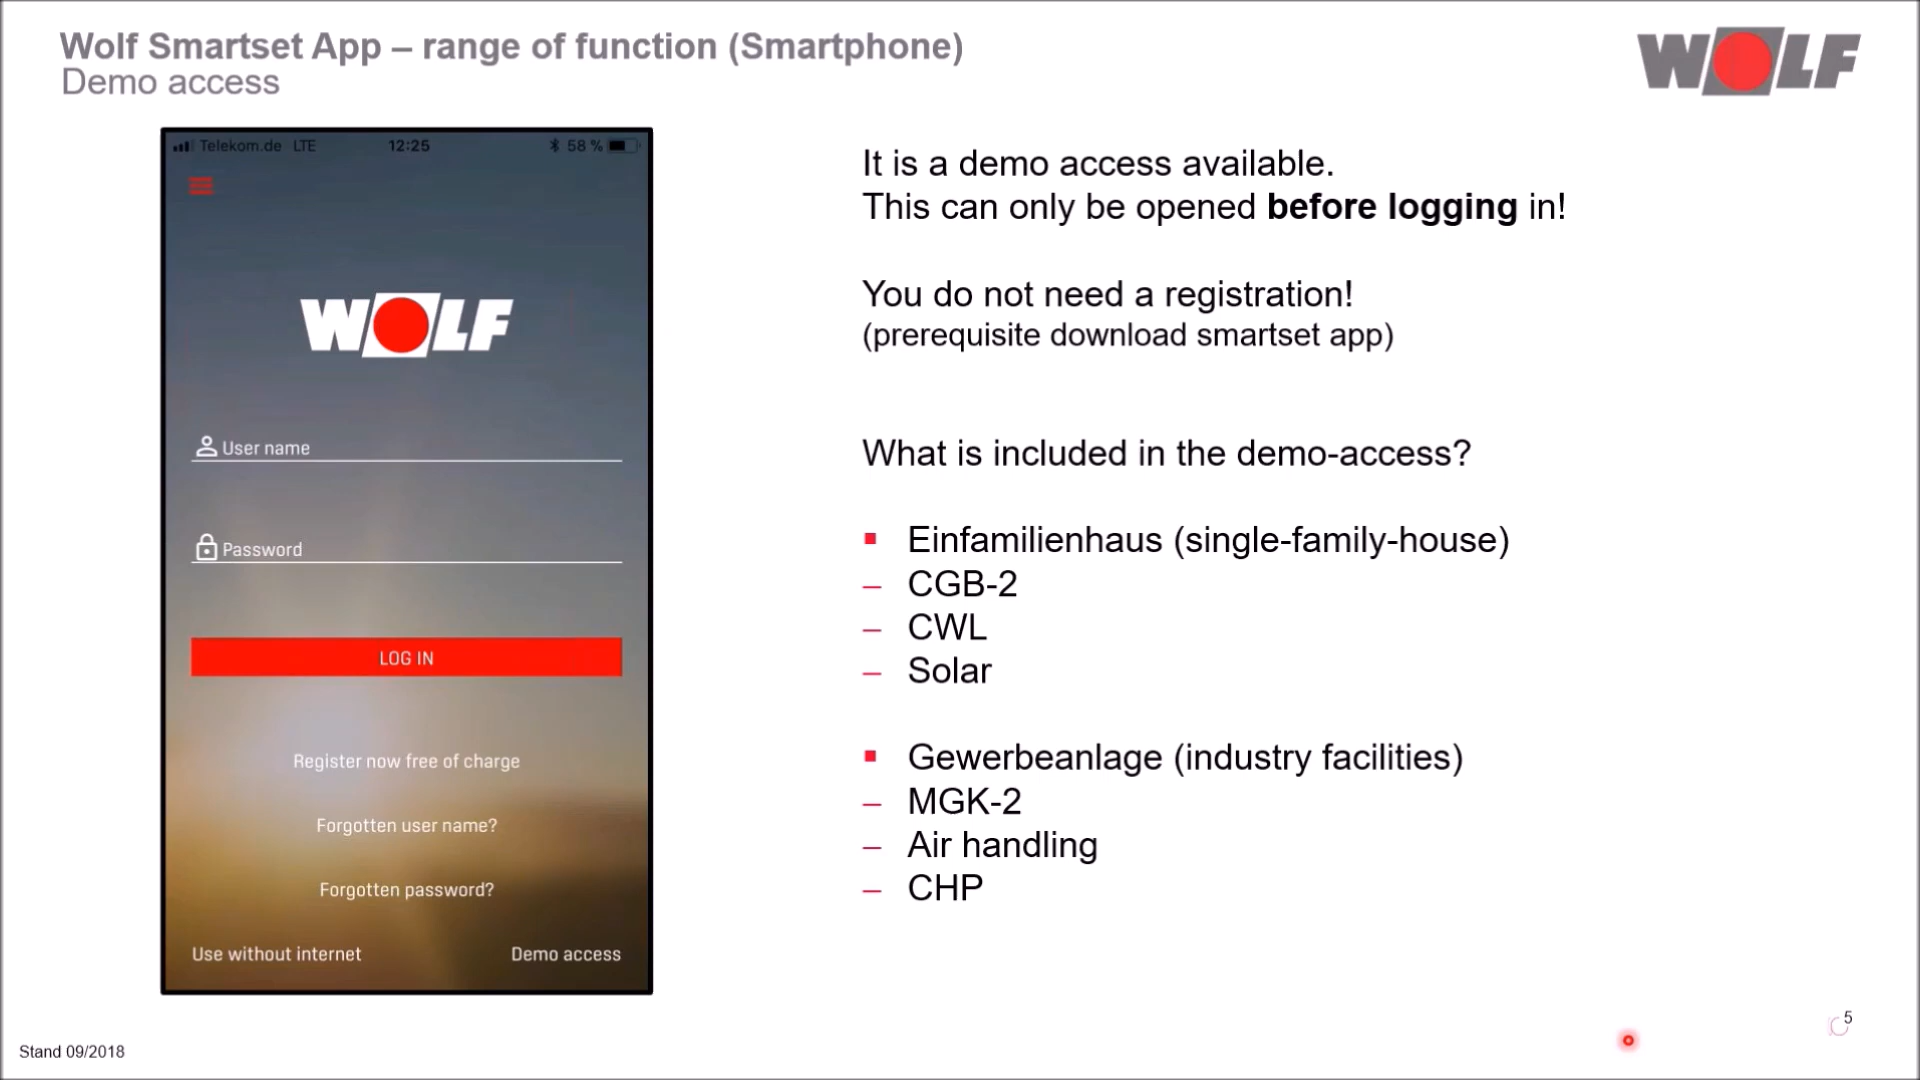 Wolf Smartset App – range of function (Smartphone)
Demo access
WOLF
Telekom.de LTE 12:25 58 %
WOLF
User name
Password
LOG IN
Register now free of charge
Forgotten user name?
Forgotten password?
Use without internet Demo access
It is a demo access available.
This can only be opened before logging in!
You do not need a registration!
(prerequisite download smartset app)
What is included in the demo-access?
▪ Einfamilienhaus (single-family-house)
– CGB-2
– CWL
– Solar
▪ Gewerbeanlage (industry facilities)
– MGK-2
– Air handling
– CHP
5
Stand 09/2018